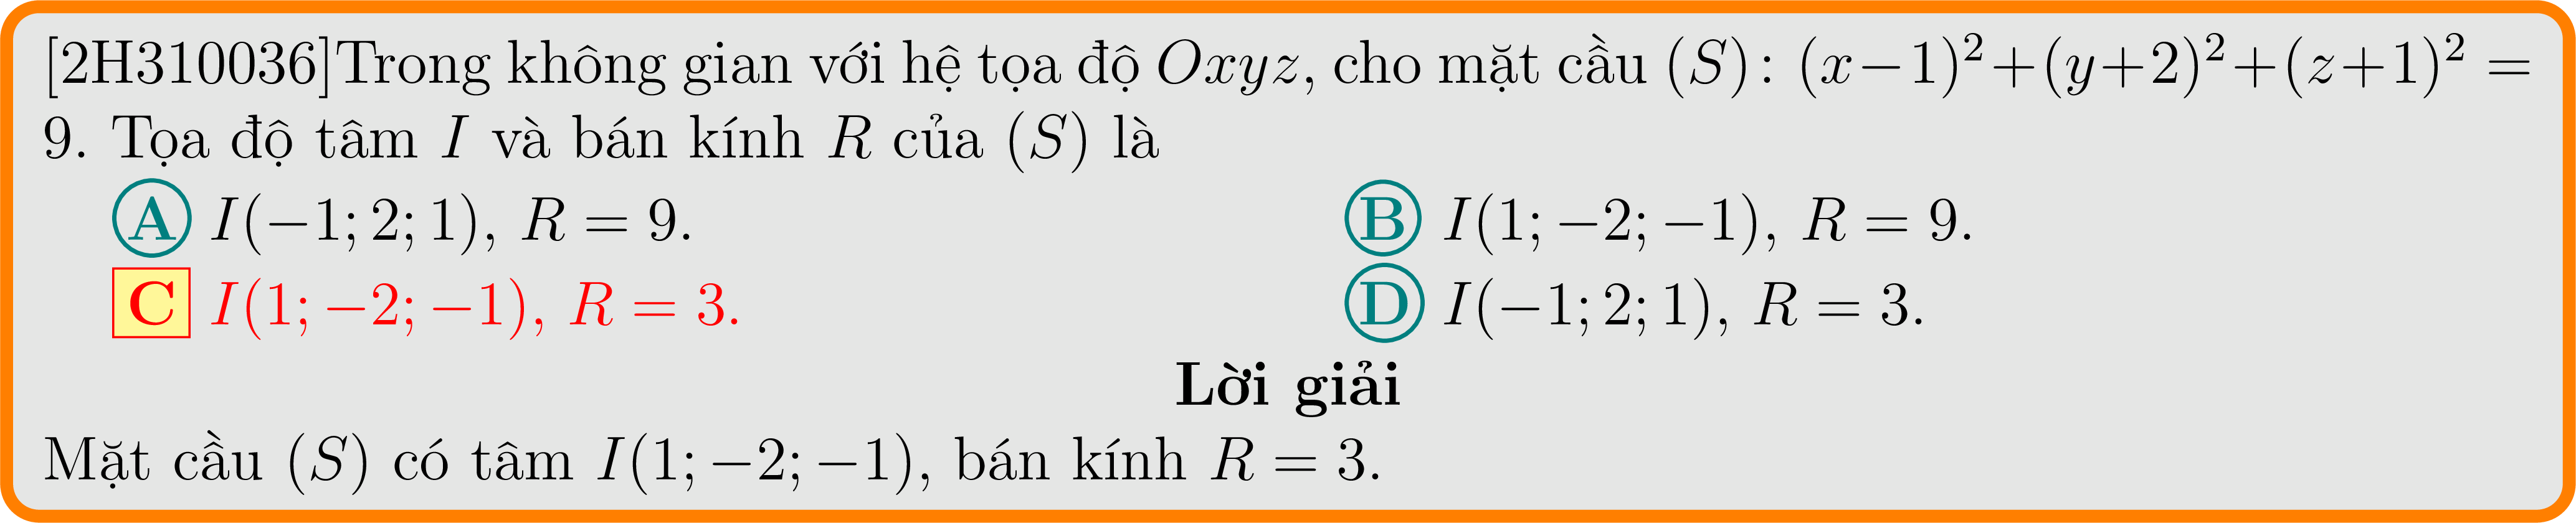 [2H310036]Trong không gian với hệ tọa độ Oxyz, cho mặt cầu (S): (x−1)²+(y+2)²+(z+1)² =
9. Tọa độ tâm I và bán kính R của (S) là
A I(−1; 2; 1), R = 9.
B I(1; −2; −1), R = 9.
C I(1; −2; −1), R = 3.
D I(−1; 2; 1), R = 3.
Lời giải
Mặt cầu (S) có tâm I(1; −2; −1), bán kính R = 3.